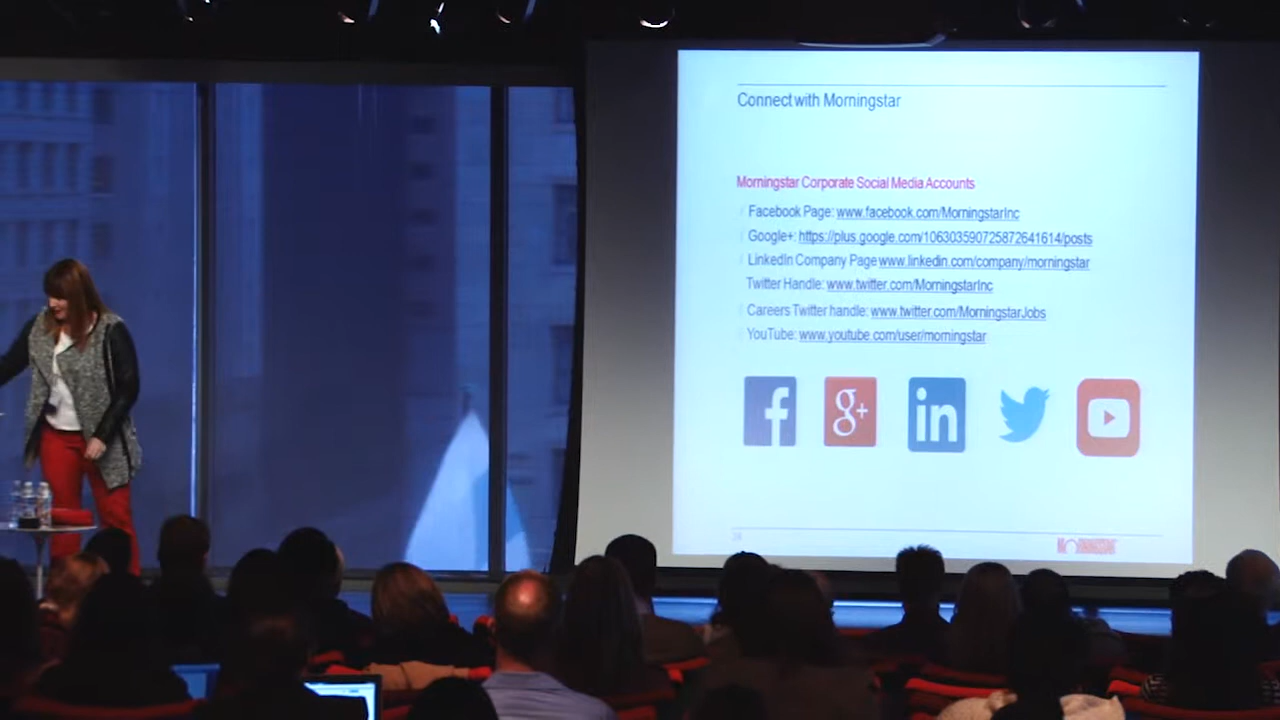 Connect with Morningstar
Morningstar Corporate Social Media Accounts
Facebook Page: www.facebook.com/MorningstarInc
Google+: https://plus.google.com/106303590725872641614/posts
LinkedIn Company Page www.linkedin.com/company/morningstar
Twitter Handle: www.twitter.com/MorningstarInc
Careers Twitter handle: www.twitter.com/MorningstarJobs
YouTube: www.youtube.com/user/morningstar
f g+ in
MORNINGSTAR